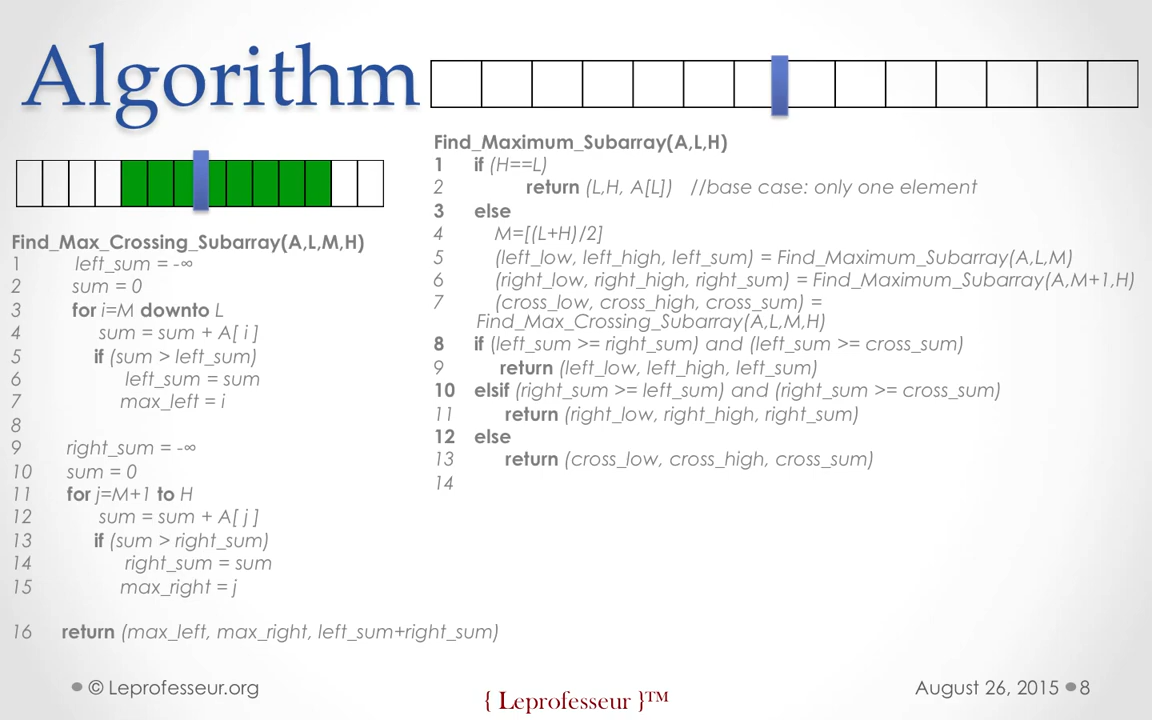 Algorithm
Find_Max_Crossing_Subarray(A,L,M,H)
1 left_sum = -∞
2 sum = 0
3 for i=M downto L
4 sum = sum + A[ i ]
5 if (sum > left_sum)
6 left_sum = sum
7 max_left = i
8
9 right_sum = -∞
10 sum = 0
11 for j=M+1 to H
12 sum = sum + A[ j ]
13 if (sum > right_sum)
14 right_sum = sum
15 max_right = j
16 return (max_left, max_right, left_sum+right_sum)
Find_Maximum_Subarray(A,L,H)
1 if (H==L)
2 return (L,H, A[L]) //base case: only one element
3 else
4 M=[(L+H)/2]
5 (left_low, left_high, left_sum) = Find_Maximum_Subarray(A,L,M)
6 (right_low, right_high, right_sum) = Find_Maximum_Subarray(A,M+1,H)
7 (cross_low, cross_high, cross_sum) =
Find_Max_Crossing_Subarray(A,L,M,H)
8 if (left_sum >= right_sum) and (left_sum >= cross_sum)
9 return (left_low, left_high, left_sum)
10 elsif (right_sum >= left_sum) and (right_sum >= cross_sum)
11 return (right_low, right_high, right_sum)
12 else
13 return (cross_low, cross_high, cross_sum)
14
© Leprofesseur.org
{ Leprofesseur }™
August 26, 2015 8